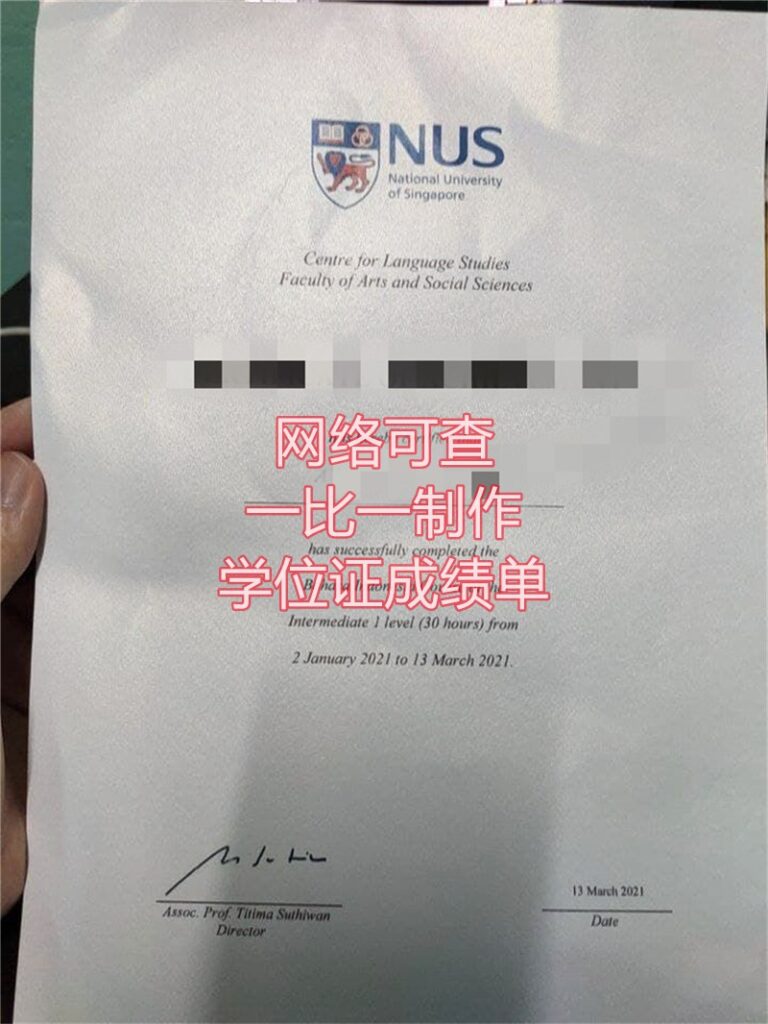 NUS
National University
of Singapore
Centre for Language Studies
Faculty of Arts and Social Sciences
网络可查
一比一制作
has successfully completed the
学位证成绩单
Intermediate 1 level (30 hours) from
2 January 2021 to 13 March 2021.
13 March 2021
Assoc. Prof. Titima Suthiwan
Director
Date